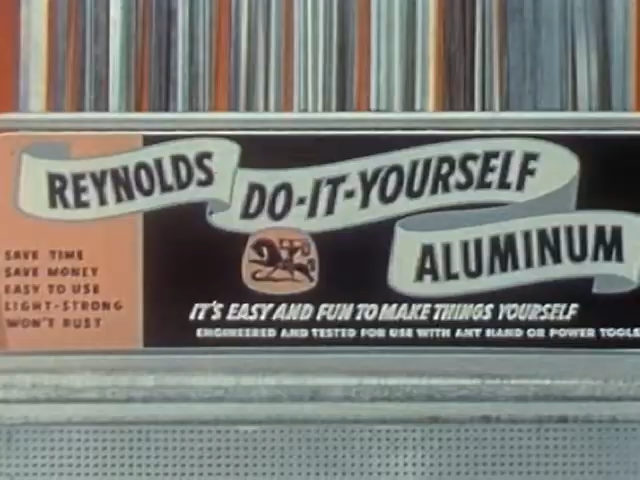 REYNOLDS DO-IT-YOURSELF
ALUMINUM
SAVE TIME
SAVE MONEY
EASY TO USE
LIGHT-STRONG
WON'T RUST
IT'S EASY AND FUN TO MAKE THINGS YOURSELF
ENGINEERED AND TESTED FOR USE WITH ANY HAND OR POWER TOOLS